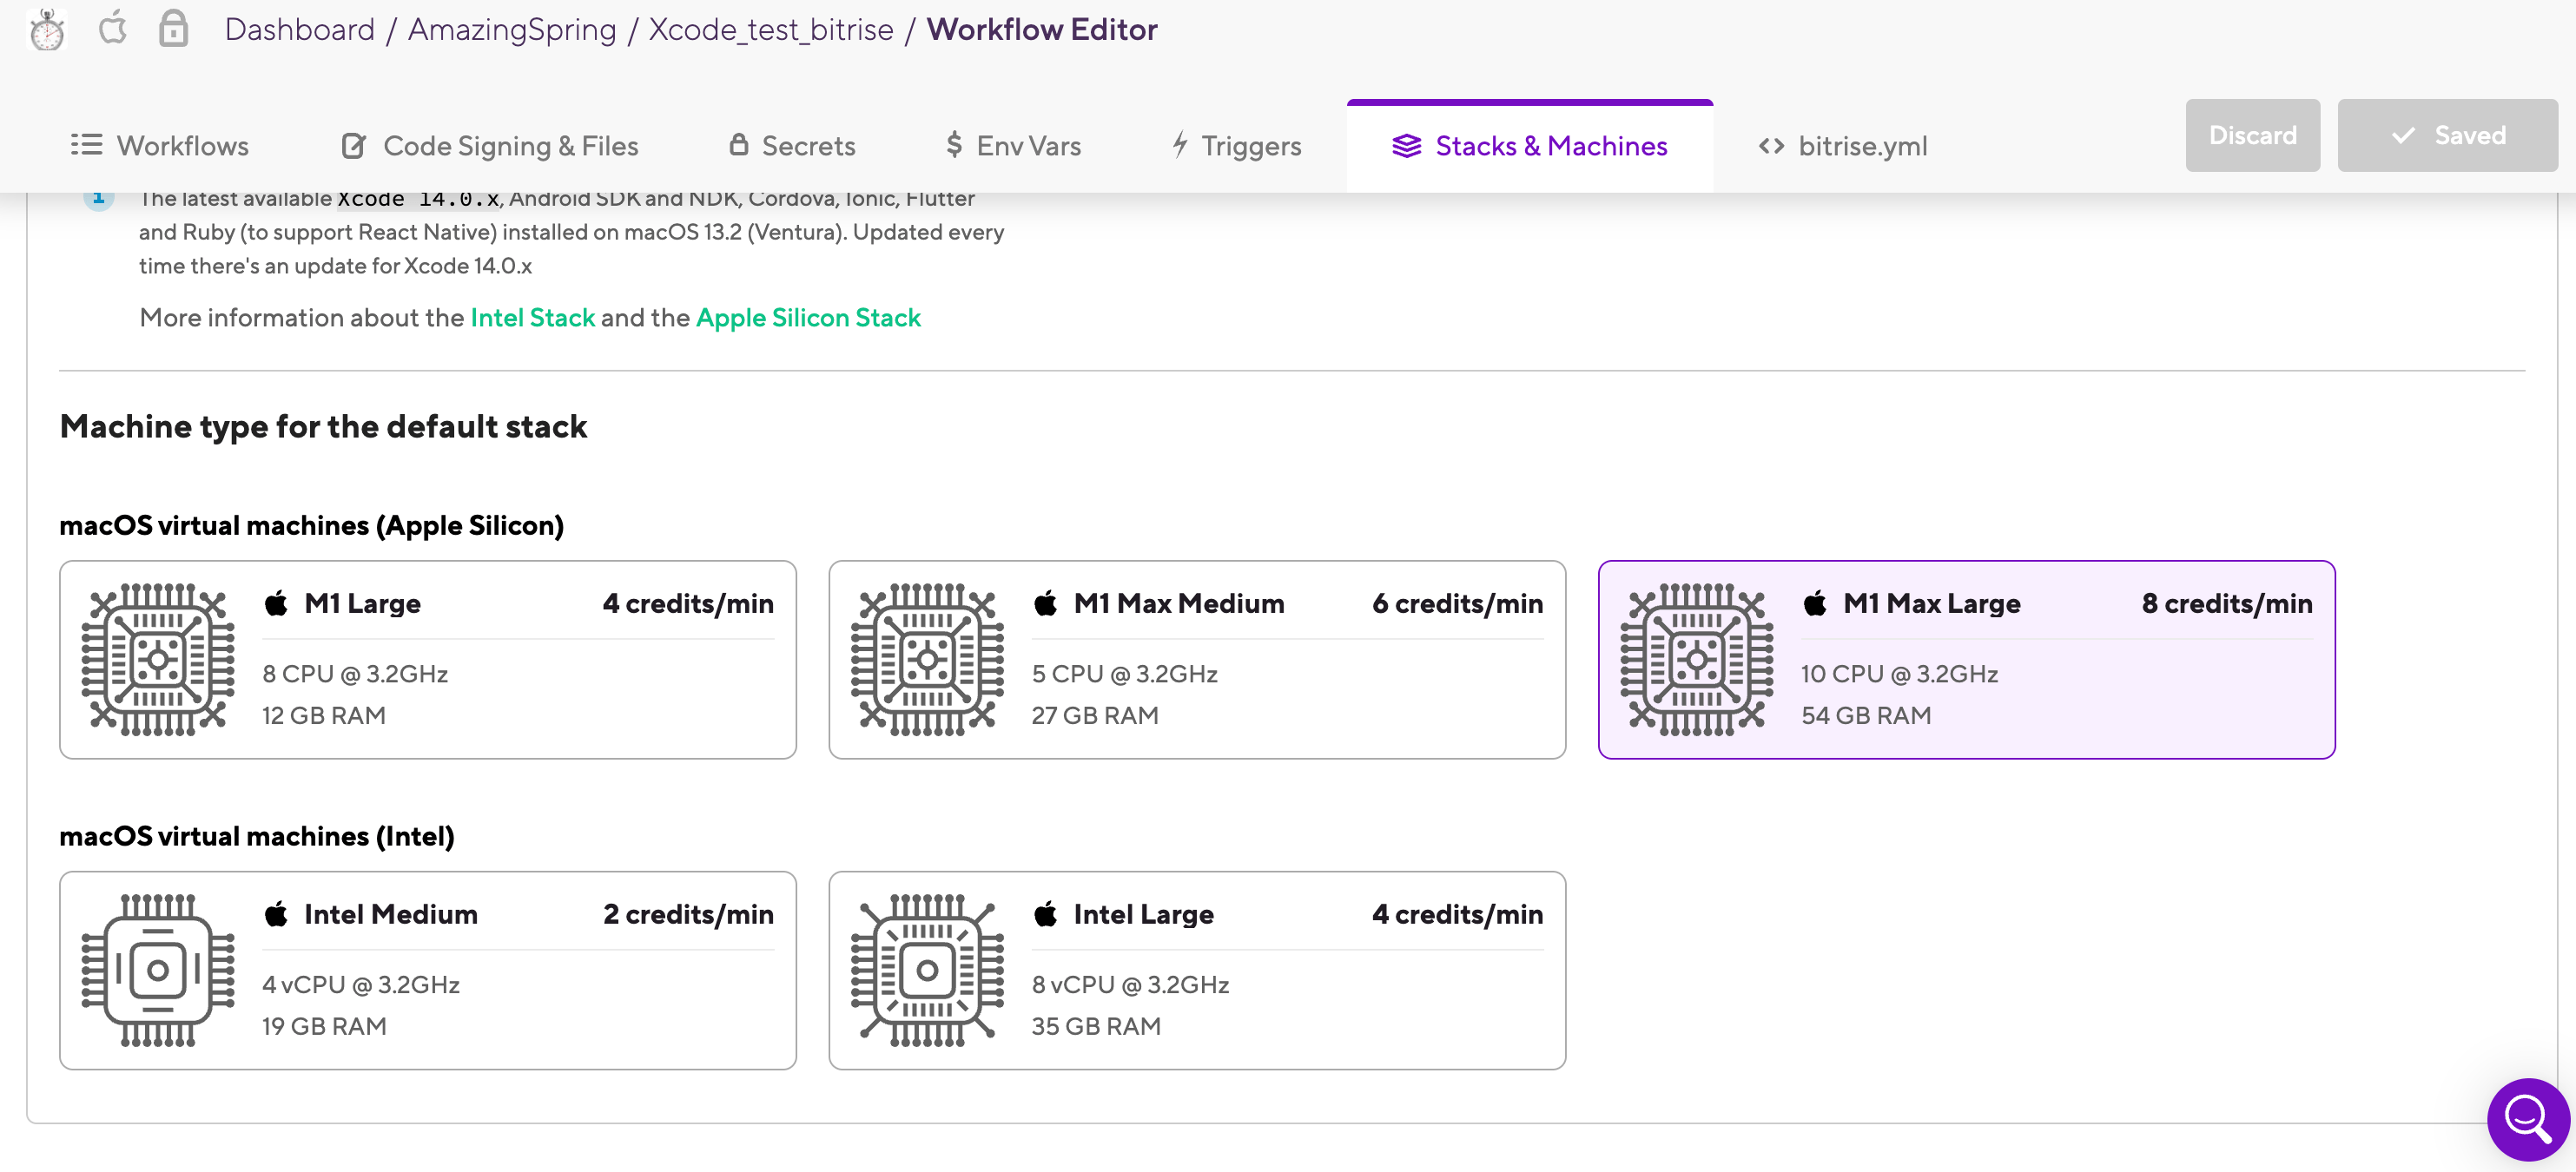 Dashboard / AmazingSpring / Xcode_test_bitrise / Workflow Editor
Workflows Code Signing & Files Secrets Env Vars Triggers Stacks & Machines bitrise.yml Discard Saved
The latest available Xcode 14.0.x, Android SDK and NDK, Cordova, Ionic, Flutter
and Ruby (to support React Native) installed on macOS 13.2 (Ventura). Updated every
time there's an update for Xcode 14.0.x
More information about the Intel Stack and the Apple Silicon Stack
Machine type for the default stack
macOS virtual machines (Apple Silicon)
M1 Large 4 credits/min
8 CPU @ 3.2GHz
12 GB RAM
M1 Max Medium 6 credits/min
5 CPU @ 3.2GHz
27 GB RAM
M1 Max Large 8 credits/min
10 CPU @ 3.2GHz
54 GB RAM
macOS virtual machines (Intel)
Intel Medium 2 credits/min
4 vCPU @ 3.2GHz
19 GB RAM
Intel Large 4 credits/min
8 vCPU @ 3.2GHz
35 GB RAM